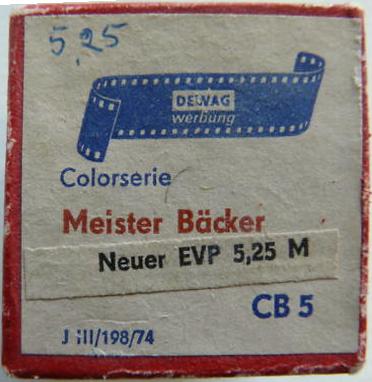 5,25
DEWAG
werbung
Colorserie
Meister Bäcker
Neuer EVP 5,25 M
CB 5
J III/198/74